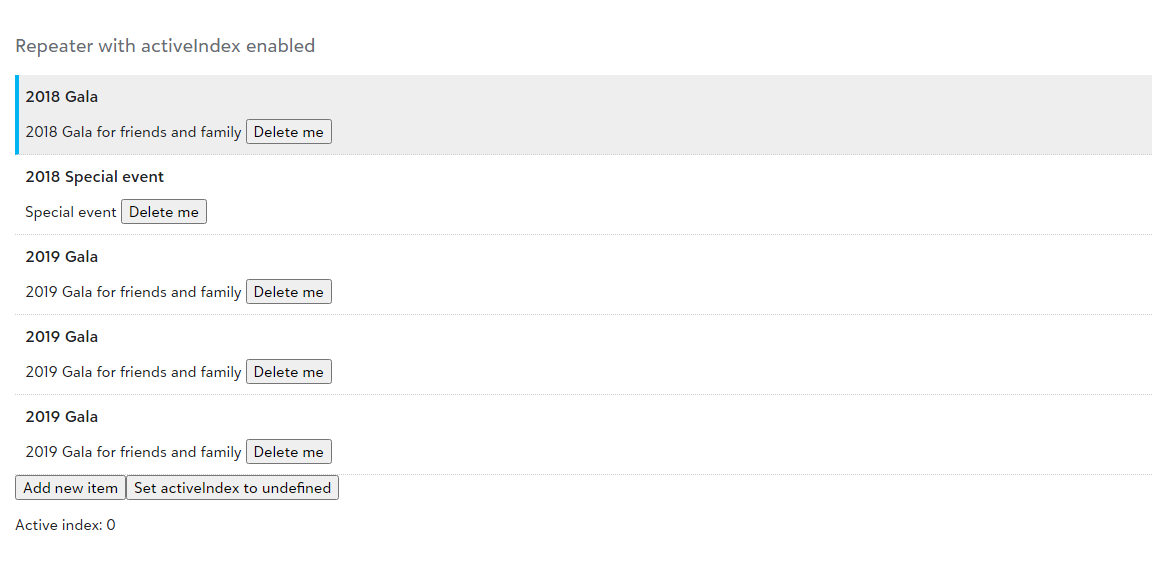 Repeater with activeIndex enabled
2018 Gala
2018 Gala for friends and family Delete me
2018 Special event
Special event Delete me
2019 Gala
2019 Gala for friends and family Delete me
2019 Gala
2019 Gala for friends and family Delete me
2019 Gala
2019 Gala for friends and family Delete me
Add new item Set activeIndex to undefined
Active index: 0